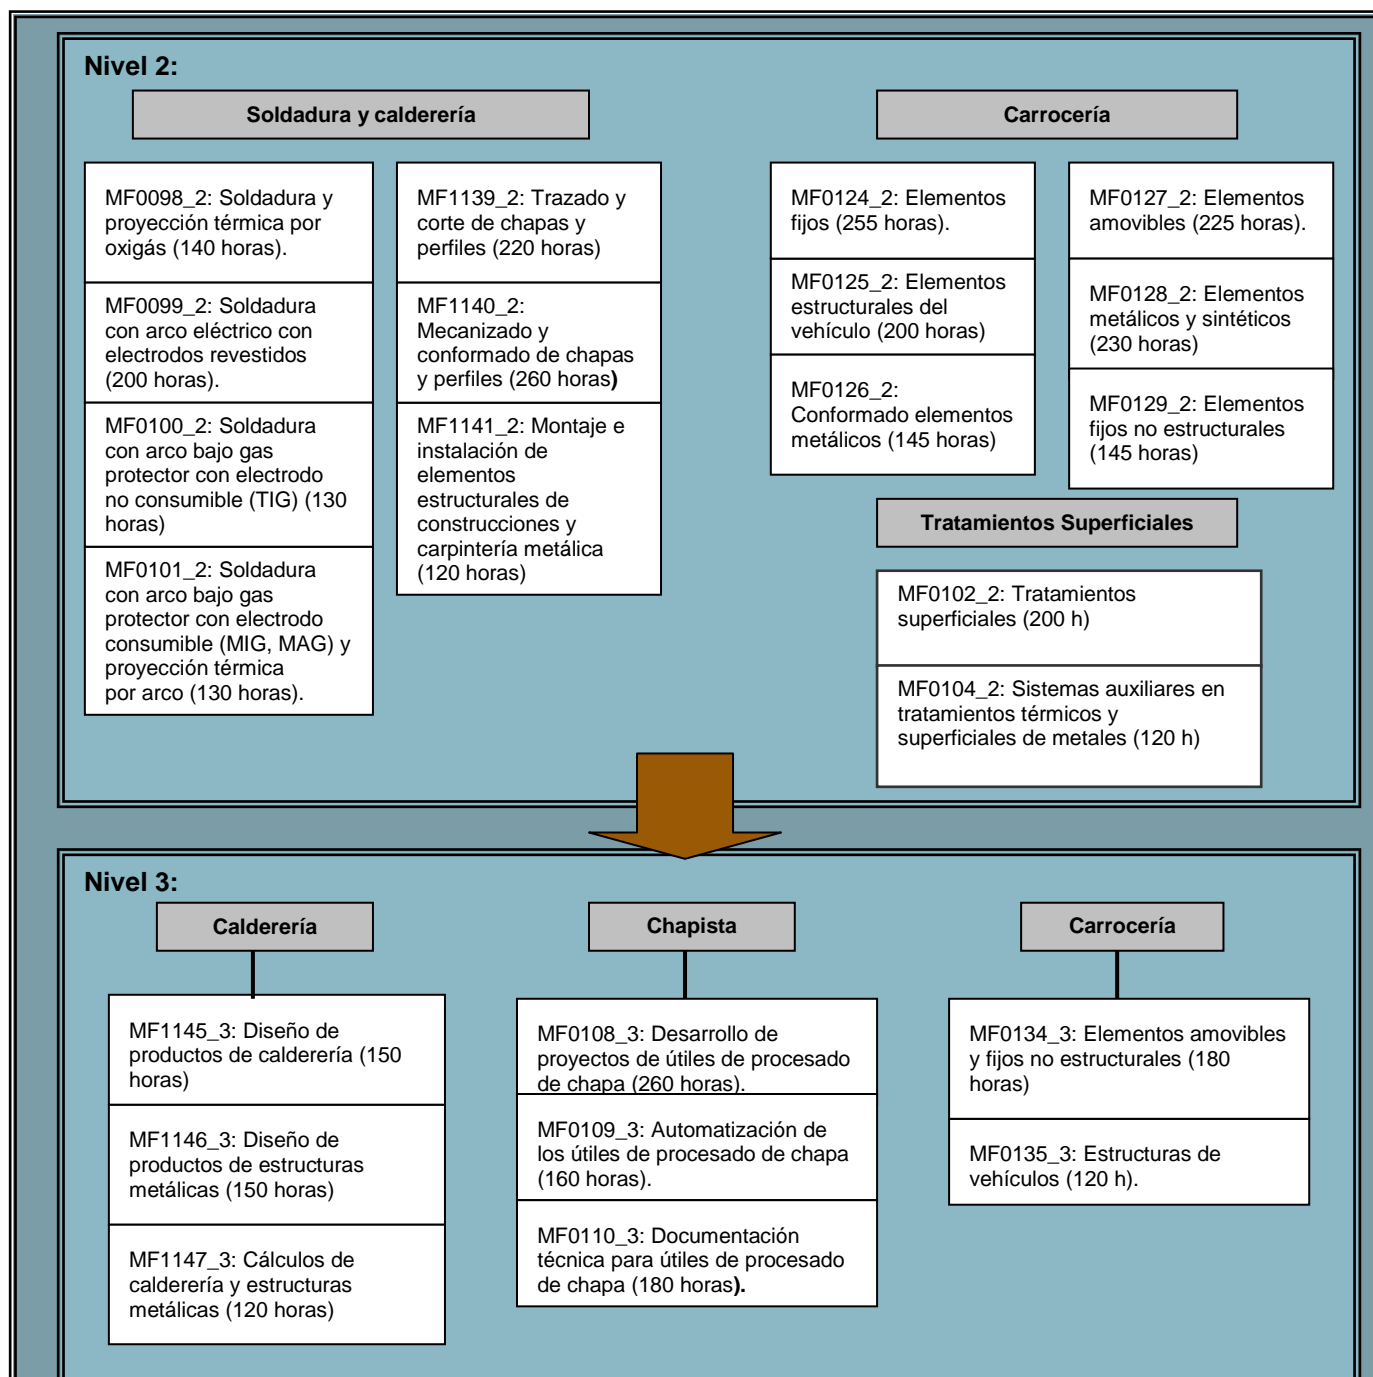 Nivel 2:
Soldadura y calderería
MF0098_2: Soldadura y
proyección térmica por
oxigás (140 horas).
MF0099_2: Soldadura
con arco eléctrico con
electrodos revestidos
(200 horas).
MF0100_2: Soldadura
con arco bajo gas
protector con electrodo
no consumible (TIG) (130
horas)
MF0101_2: Soldadura
con arco bajo gas
protector con electrodo
consumible (MIG, MAG) y
proyección térmica
por arco (130 horas).
MF1139_2: Trazado y
corte de chapas y
perfiles (220 horas)
MF1140_2:
Mecanizado y
conformado de chapas
y perfiles (260 horas)
MF1141_2: Montaje e
instalación de
elementos
estructurales de
construcciones y
carpintería metálica
(120 horas)
Carrocería
MF0124_2: Elementos
fijos (255 horas).
MF0125_2: Elementos
estructurales del
vehículo (200 horas)
MF0126_2:
Conformado elementos
metálicos (145 horas)
MF0127_2: Elementos
amovibles (225 horas).
MF0128_2: Elementos
metálicos y sintéticos
(230 horas)
MF0129_2: Elementos
fijos no estructurales
(145 horas)
Tratamientos Superficiales
MF0102_2: Tratamientos
superficiales (200 h)
MF0104_2: Sistemas auxiliares en
tratamientos térmicos y
superficiales de metales (120 h)
Nivel 3:
Calderería
MF1145_3: Diseño de
productos de calderería (150
horas)
MF1146_3: Diseño de
productos de estructuras
metálicas (150 horas)
MF1147_3: Cálculos de
calderería y estructuras
metálicas (120 horas)
Chapista
MF0108_3: Desarrollo de
proyectos de útiles de procesado
de chapa (260 horas).
MF0109_3: Automatización de
los útiles de procesado de chapa
(160 horas).
MF0110_3: Documentación
técnica para útiles de procesado
de chapa (180 horas).
Carrocería
MF0134_3: Elementos amovibles
y fijos no estructurales (180
horas)
MF0135_3: Estructuras de
vehículos (120 h).